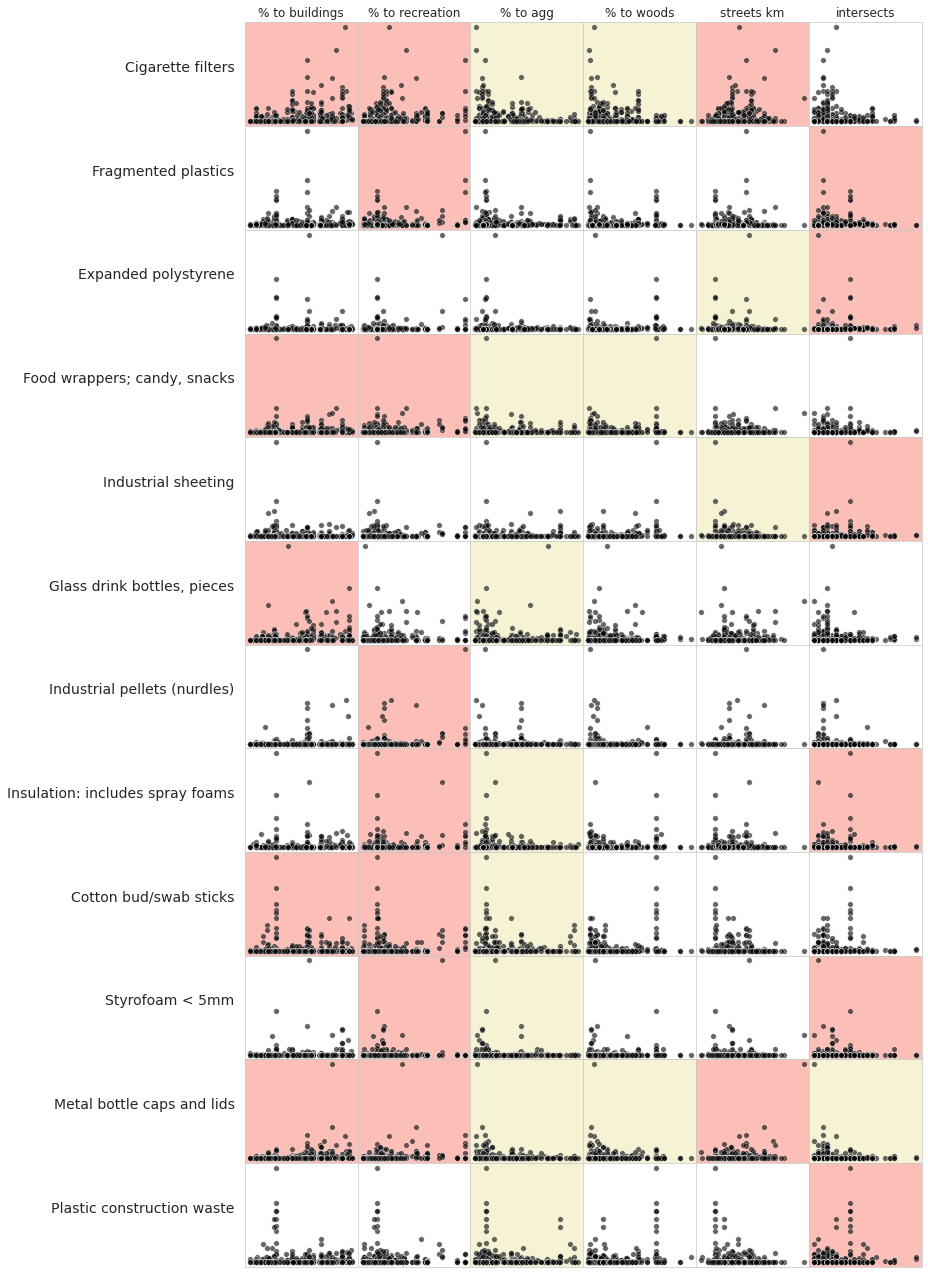 % to buildings % to recreation % to agg % to woods streets km intersects
Cigarette filters
Fragmented plastics
Expanded polystyrene
Food wrappers; candy, snacks
Industrial sheeting
Glass drink bottles, pieces
Industrial pellets (nurdles)
Insulation: includes spray foams
Cotton bud/swab sticks
Styrofoam < 5mm
Metal bottle caps and lids
Plastic construction waste